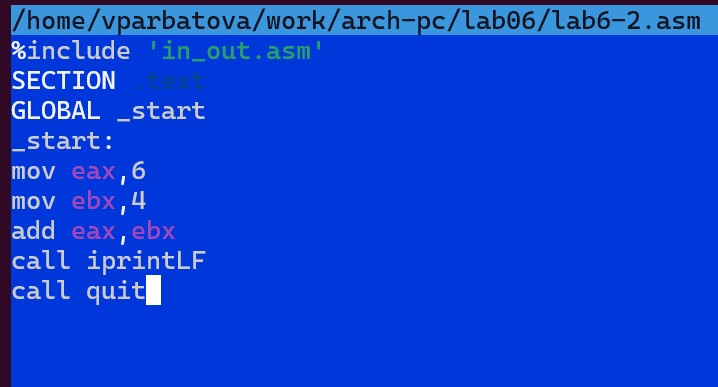 /home/vparbatova/work/arch-pc/lab06/lab6-2.asm
%include 'in_out.asm'
SECTION .text
GLOBAL _start
_start:
mov eax,6
mov ebx,4
add eax,ebx
call iprintLF
call quit